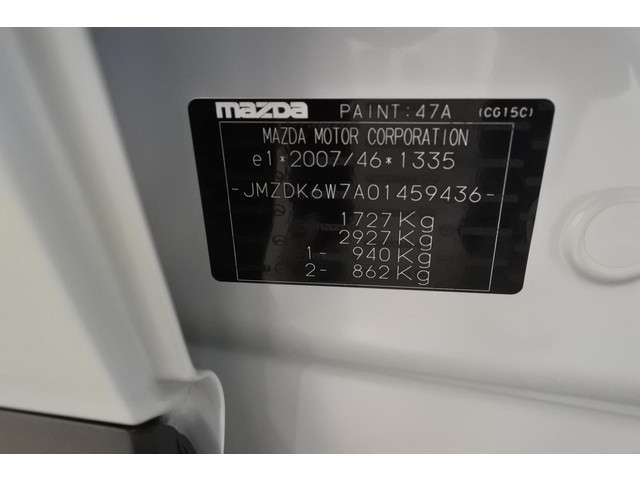 mazda PAINT:47A (CG15C)
MAZDA MOTOR CORPORATION
e1*2007/46*1335
-JMZDK6W7A01459436-
1727Kg
2927Kg
1- 940Kg
2- 862Kg